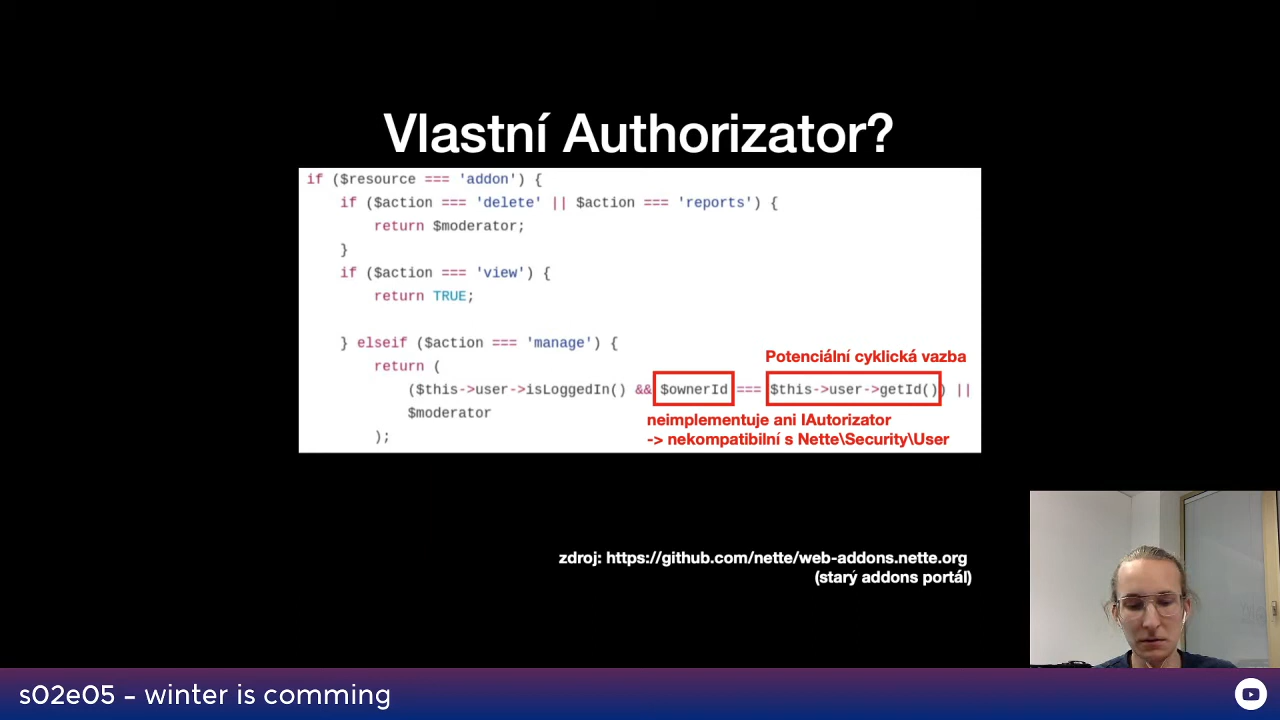 Vlastní Authorizator?
if ($resource === 'addon') {
if ($action === 'delete' || $action === 'reports') {
return $moderator;
}
if ($action === 'view') {
return TRUE;
} elseif ($action === 'manage') {
return (
Potenciální cyklická vazba
($this->user->isLoggedIn() && $ownerId === $this->user->getId()) ||
$moderator
neimplementuje ani IAutorizator
);
-> nekompatibilní s Nette\Security\User
zdroj: https://github.com/nette/web-addons.nette.org
(starý addons portál)
s02e05 - winter is comming